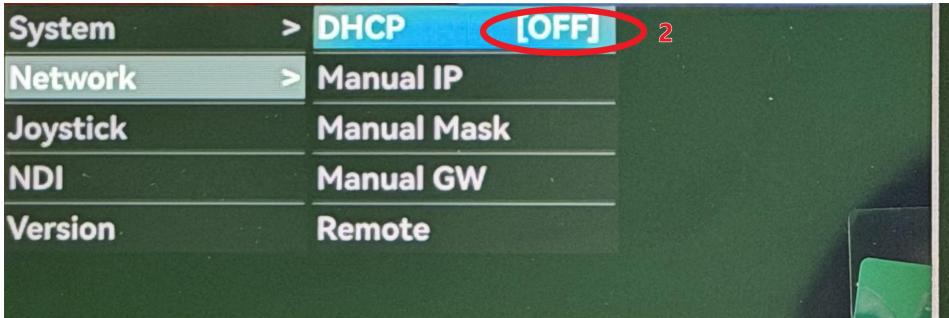 System > DHCP [OFF] 2
Network > Manual IP
Joystick Manual Mask
NDI Manual GW
Version Remote